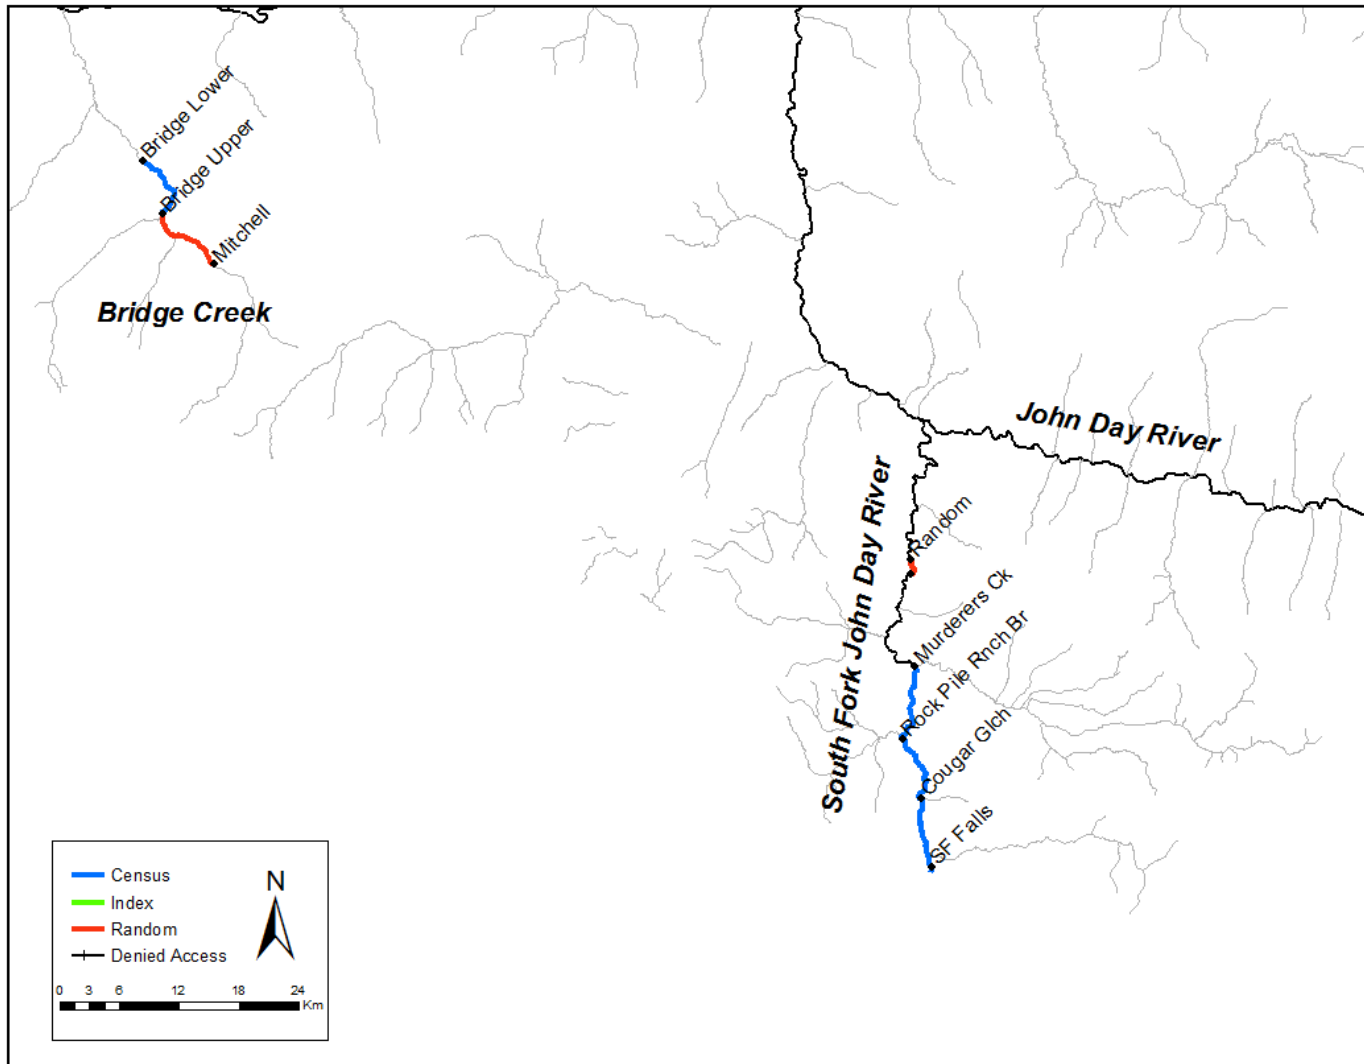 Bridge Lower
Bridge Upper
Mitchell
Bridge Creek
John Day River
South Fork John Day River
Random
Murderers Ck
Rock Pile Rnch Br
Cougar Glch
SF Falls
Census
Index
Random
Denied Access
N
0 3 6 12 18 24
Km